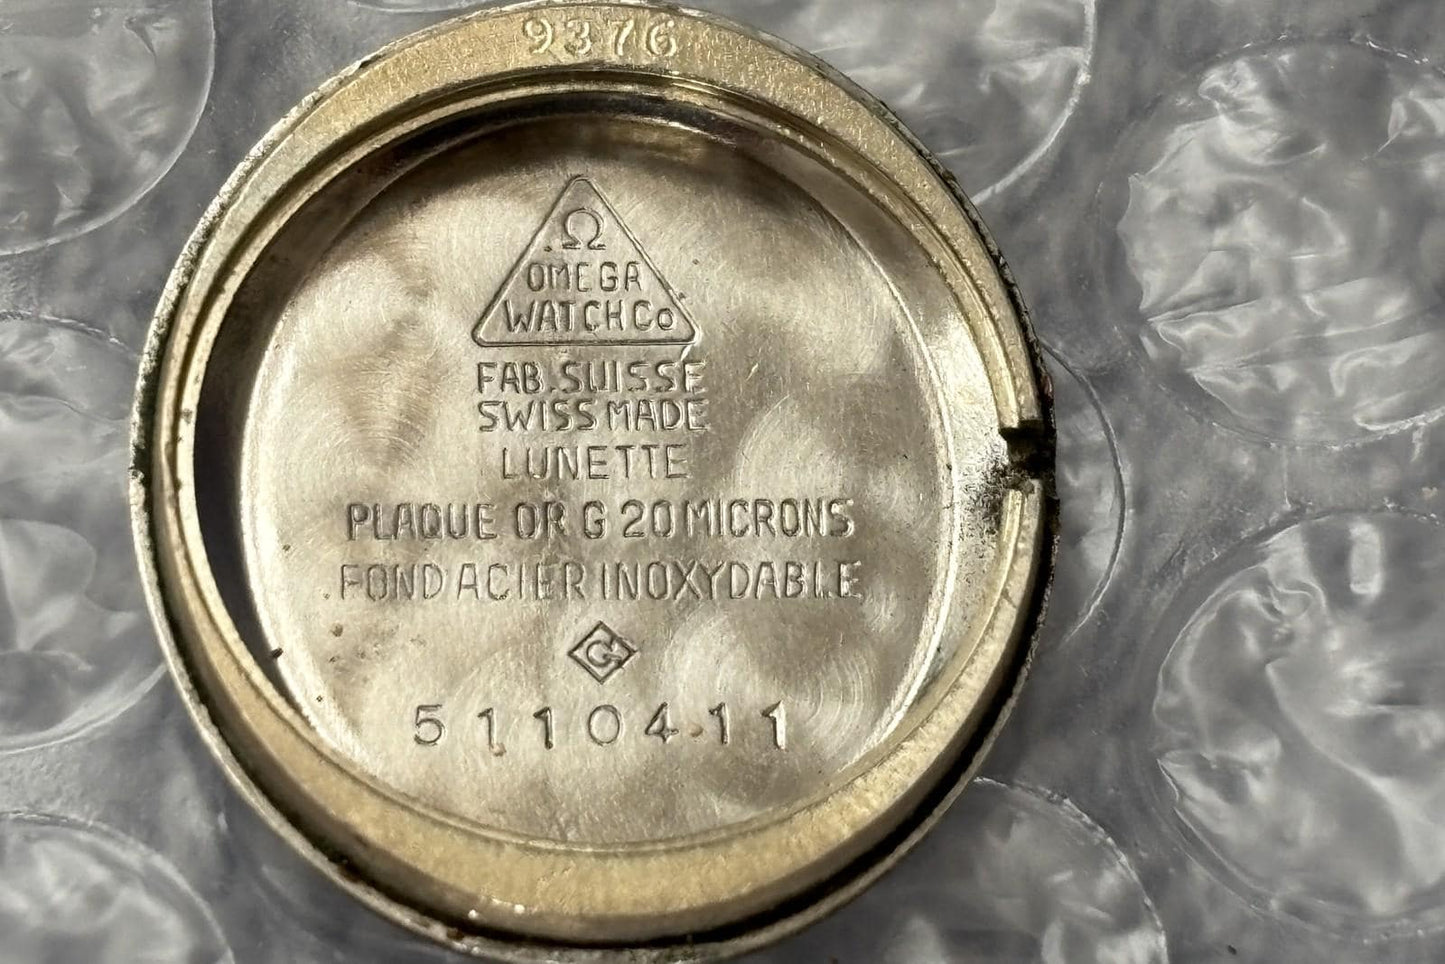 9376
Ω
OMEGA
WATCH Co
FAB. SUISSE
SWISS MADE
LUNETTE
PLAQUE OR G 20 MICRONS
FOND ACIER INOXYDABLE
G
5110411